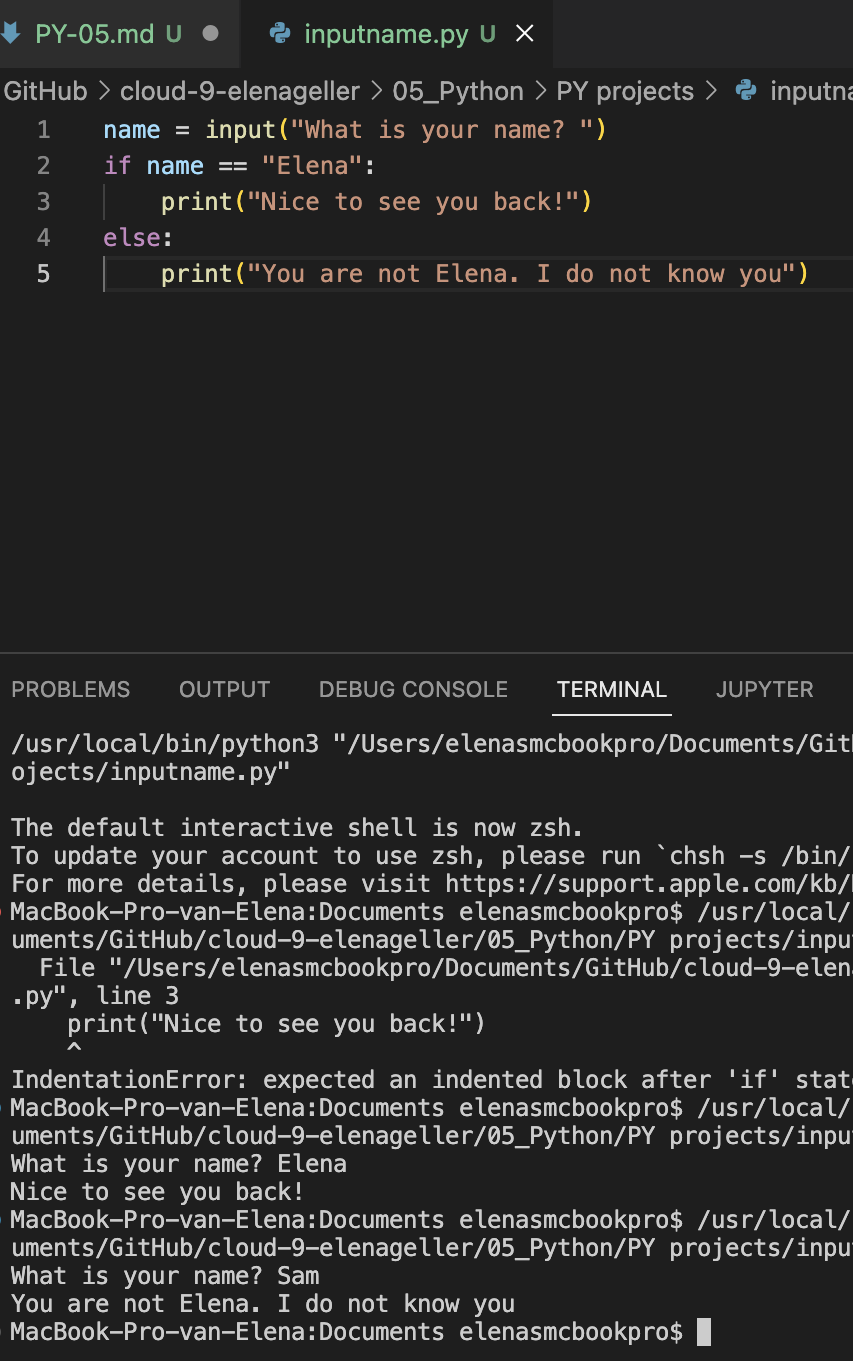 PY-05.md U
inputname.py U
GitHub > cloud-9-elenageller > 05_Python > PY projects >
1 name = input("What is your name? ")
2 if name == "Elena":
3     print("Nice to see you back!")
4 else:
5     print("You are not Elena. I do not know you")
PROBLEMS OUTPUT DEBUG CONSOLE TERMINAL JUPYTER
/usr/local/bin/python3 "/Users/elenasmcbookpro/Documents/Git
ojects/inputname.py"
The default interactive shell is now zsh.
To update your account to use zsh, please run `chsh -s /bin/
For more details, please visit https://support.apple.com/kb/
MacBook-Pro-van-Elena:Documents elenasmcbookpro$ /usr/local/
uments/GitHub/cloud-9-elenageller/05_Python/PY projects/inpu
  File "/Users/elenasmcbookpro/Documents/GitHub/cloud-9-elen
.py", line 3
    print("Nice to see you back!")
    ^
IndentationError: expected an indented block after 'if' stat
MacBook-Pro-van-Elena:Documents elenasmcbookpro$ /usr/local/
uments/GitHub/cloud-9-elenageller/05_Python/PY projects/inpu
What is your name? Elena
Nice to see you back!
MacBook-Pro-van-Elena:Documents elenasmcbookpro$ /usr/local/
uments/GitHub/cloud-9-elenageller/05_Python/PY projects/inpu
What is your name? Sam
You are not Elena. I do not know you
MacBook-Pro-van-Elena:Documents elenasmcbookpro$